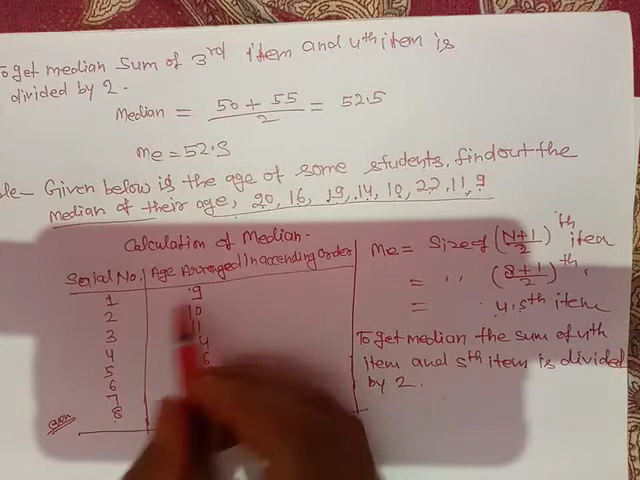 To get median Sum of 3rd item and 4th item is
divided by 2.
Median = 50 + 55 / 2 = 52.5
Me = 52.5
Given below is the age of some students, findout the
median of their age, 20, 16, 19, 14, 10, 22, 11, 9
Calculation of Median-
Serial No. Age Arranged in accending order
1 9
2 10
3 11
4
5
6
7
8
even
Me = Size of (N+1/2)th item
= ,, (8+1/2)th ,,
= 4.5th item
To get median the sum of 4th
item and 5th item is divided
by 2.